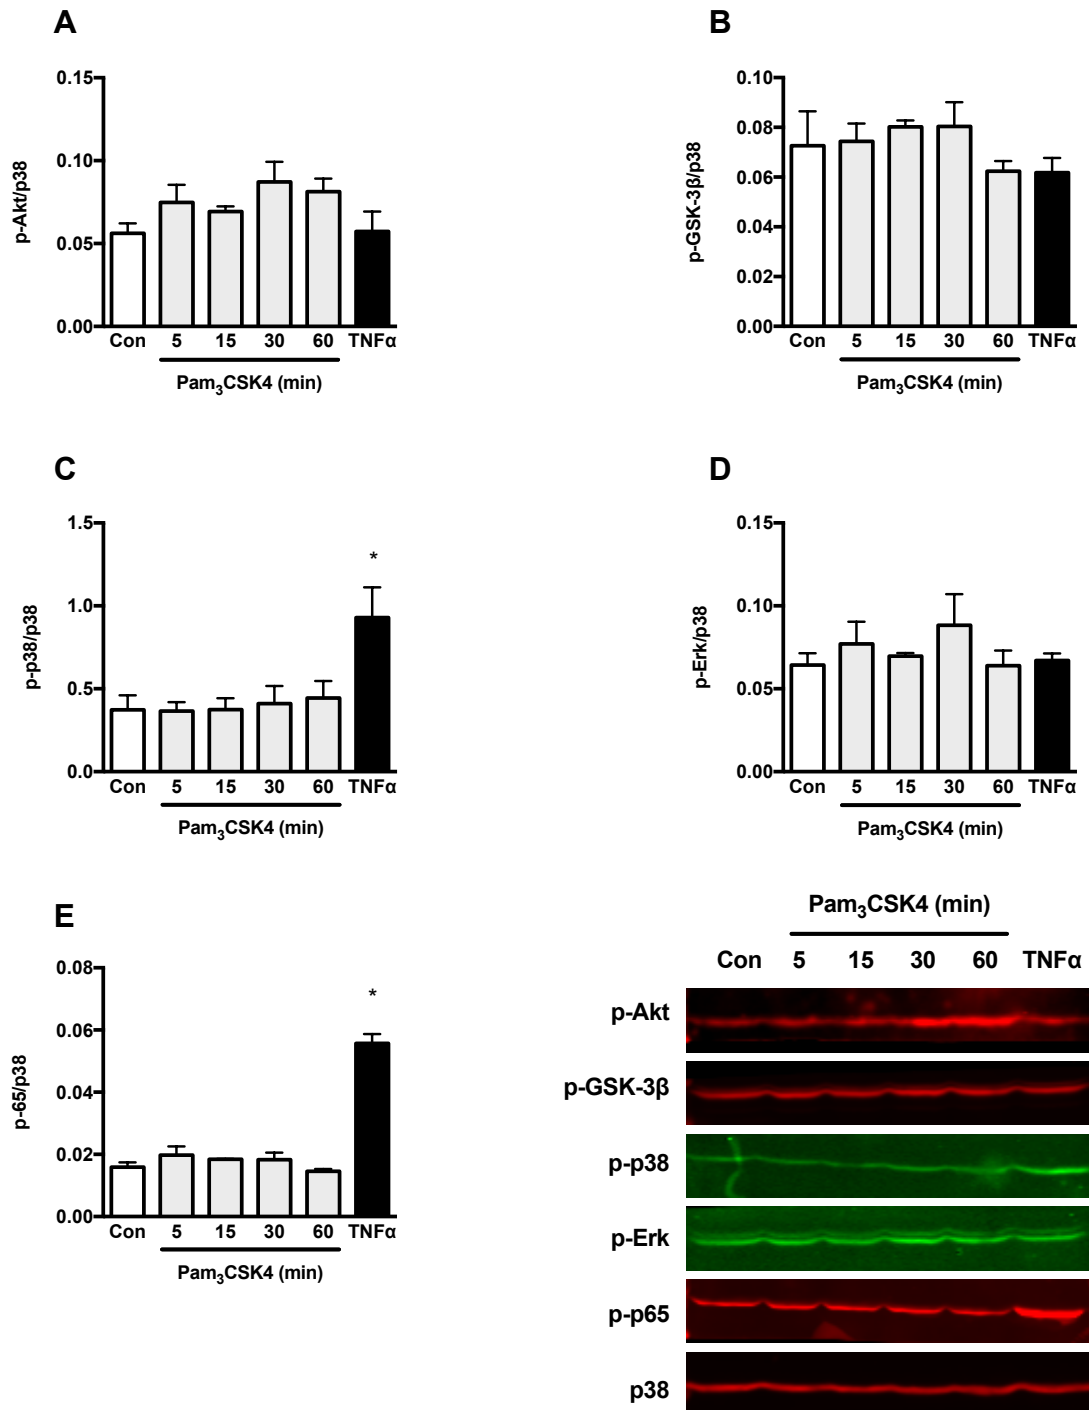 A
p-Akt/p38
0.15
0.10
0.05
0.00
Con 5 15 30 60 TNFα
Pam3CSK4 (min)
B
p-GSK-3β/p38
0.10
0.08
0.06
0.04
0.02
0.00
Con 5 15 30 60 TNFα
Pam3CSK4 (min)
C
p-p38/p38
1.5
1.0
0.5
0.0
*
Con 5 15 30 60 TNFα
Pam3CSK4 (min)
D
p-Erk/p38
0.15
0.10
0.05
0.00
Con 5 15 30 60 TNFα
Pam3CSK4 (min)
E
p-65/p38
0.08
0.06
0.04
0.02
0.00
*
Con 5 15 30 60 TNFα
Pam3CSK4 (min)
Pam3CSK4 (min)
Con 5 15 30 60 TNFα
p-Akt
p-GSK-3β
p-p38
p-Erk
p-p65
p38